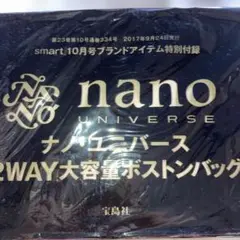 第23巻第10号通巻334号 2017年9月24日発行
smart 10月号ブランドアイテム特別付録
nano
UNIVERSE
ナノ・ユニバース
2WAY大容量ボストンバッグ
宝島社